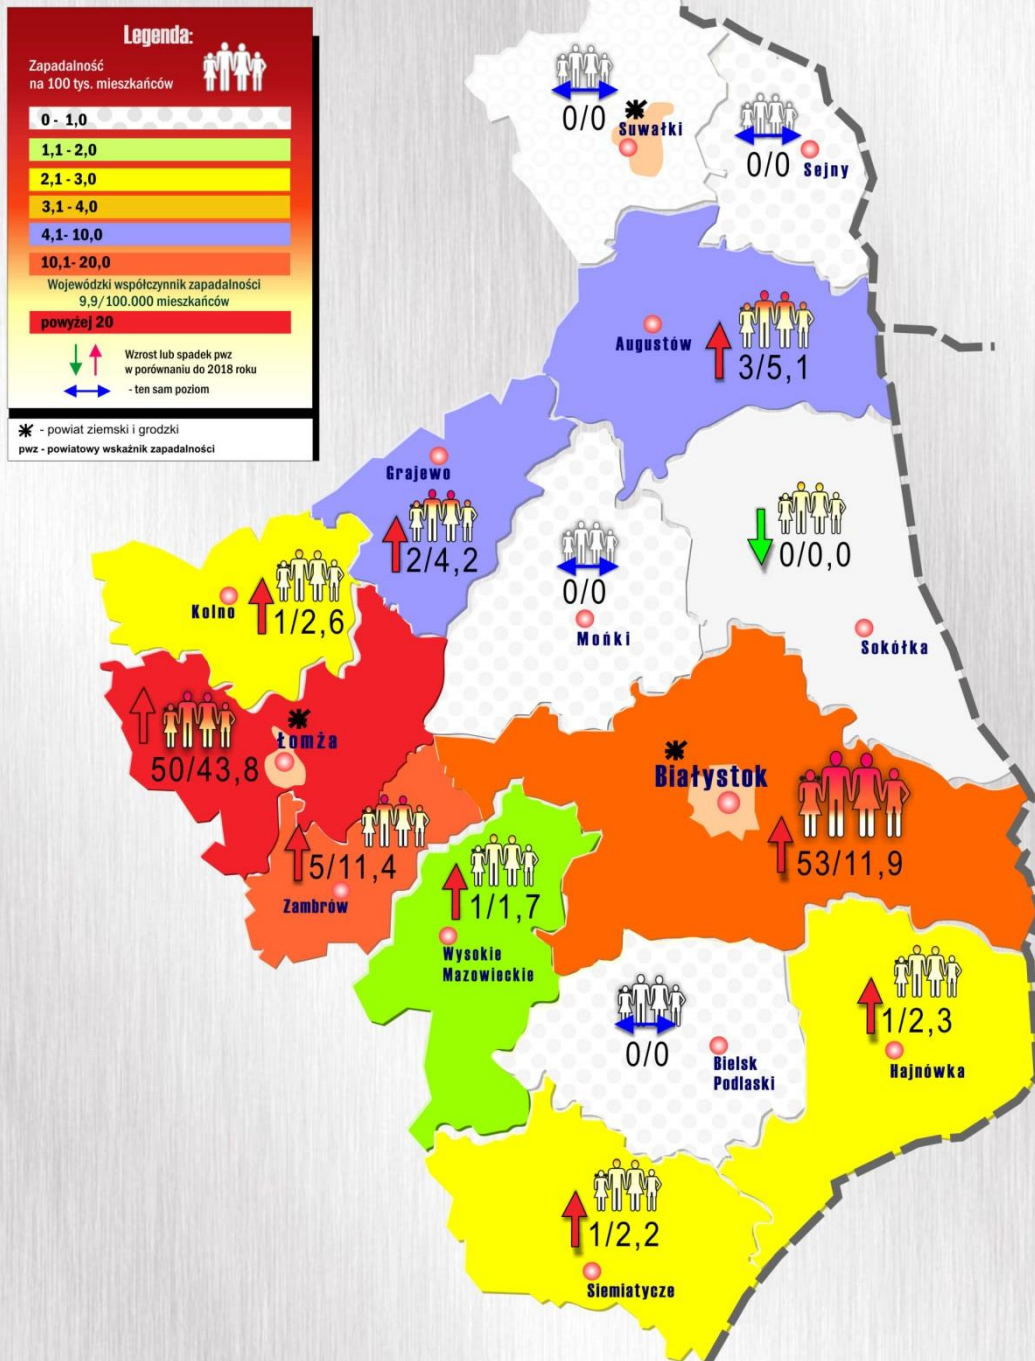 Legenda:
Zapadalność
na 100 tys. mieszkańców
0 - 1,0
1,1 - 2,0
2,1 - 3,0
3,1 - 4,0
4,1- 10,0
10,1- 20,0
Wojewódzki współczynnik zapadalności
9,9/100.000 mieszkańców
powyżej 20
Wzrost lub spadek pwz
w porównaniu do 2018 roku
- ten sam poziom
- powiat ziemski i grodzki
pwz - powiatowy wskaźnik zapadalności
0/0
Suwałki
0/0
Sejny
Augustów
3/5,1
Grajewo
2/4,2
0/0
Mońki
0/0,0
Sokółka
Kolno
1/2,6
Łomża
50/43,8
Białystok
53/11,9
5/11,4
Zambrów
1/1,7
Wysokie
Mazowieckie
0/0
Bielsk
Podlaski
1/2,3
Hajnówka
1/2,2
Siemiatycze